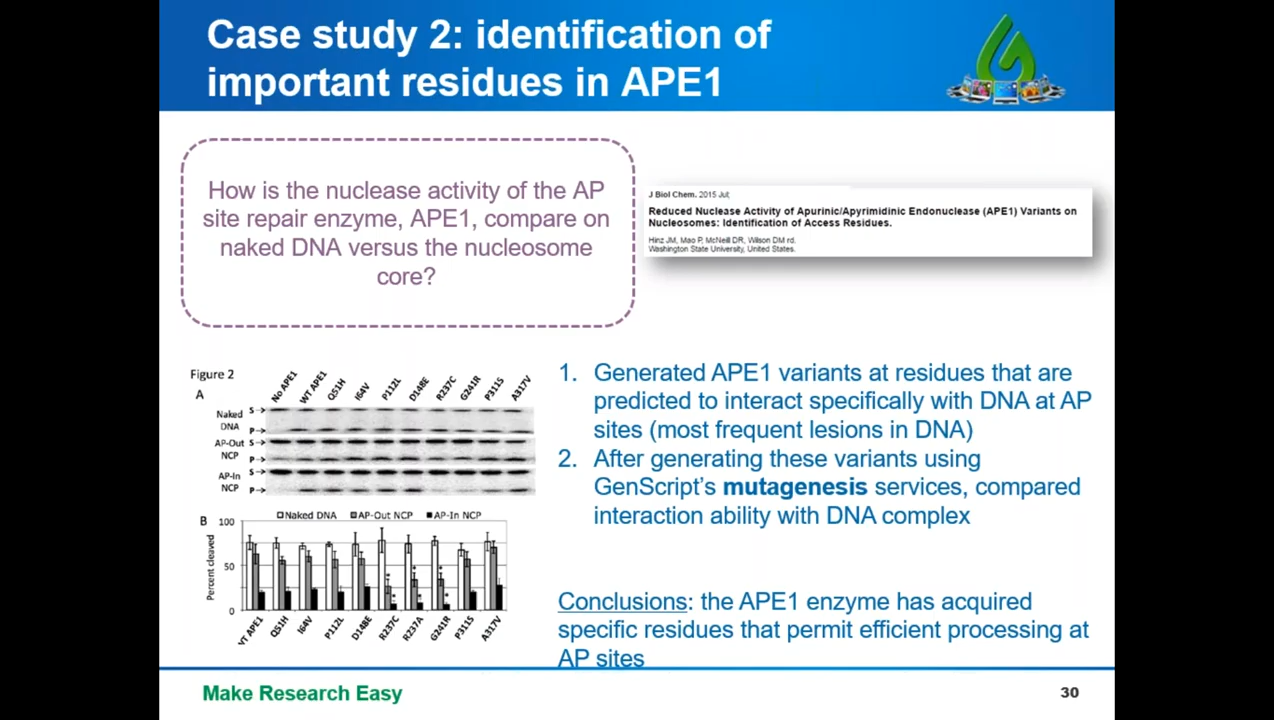 Case study 2: identification of
important residues in APE1
How is the nuclease activity of the AP
site repair enzyme, APE1, compare on
naked DNA versus the nucleosome
core?
J Biol Chem. 2015 Jul;
Reduced Nuclease Activity of Apurinic/Apyrimidinic Endonuclease (APE1) Variants on
Nucleosomes: Identification of Access Residues.
Hinz JM, Mao P, McNeill DR, Wilson DM rd.
Washington State University, United States.
Figure 2
A
No APE1 WT APE1 Q51H I64V P112L D148E R237C G241R P311S A317V
Naked DNA S→ P→
AP-Out NCP S→ P→
AP-In NCP S→ P→
B
Naked DNA AP-Out NCP AP-In NCP
Percent cleaved
100
50
0
WT APE1 Q51H I64V P112L D148E R237C R237A G241R P311S A317V
1. Generated APE1 variants at residues that are
predicted to interact specifically with DNA at AP
sites (most frequent lesions in DNA)
2. After generating these variants using
GenScript's mutagenesis services, compared
interaction ability with DNA complex
Conclusions: the APE1 enzyme has acquired
specific residues that permit efficient processing at
AP sites
Make Research Easy
30